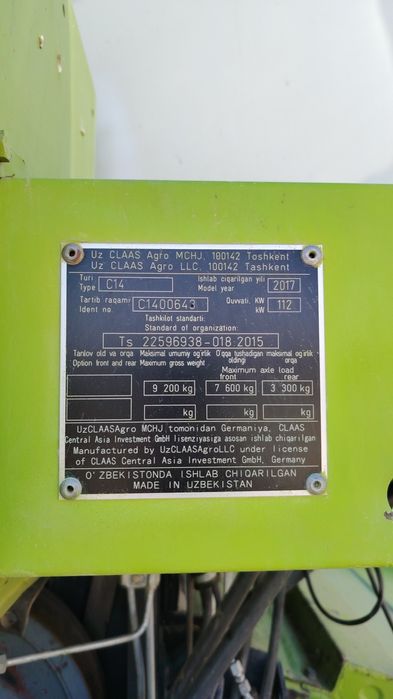 Uz CLAAS Agro MCHJ, 100142 Toshkent
Uz CLAAS Agro LLC, 100142 Tashkent
Turi Ishlab ciqarilgan yili
Type C14 Model year 2017
Tartib raqami Quvvati, KW
Ident no. C1400643 kW 112
Tashkilot standarti:
Standard of organization:
Ts 22596938-018:2015
Tanlov old va orqa Maksimal umumiy og'irlik O'qqa tushadigan maksimal og'irlik
Option front and rear Maximum gross weight oldingi orqa
Maximum axle load
front rear
9 200 kg 7 600 kg 3 300 kg
kg kg kg
UzCLAASAgro MCHJ tomonidan Germaniya, CLAAS
Central Asia Investment GmbH lisenziyasiga asosan ishlab chiqarilgan
Manufactured by UzCLAASAgroLLC under license
of CLAAS Central Asia Investment GmbH, Germany
O'ZBEKISTONDA ISHLAB CHIQARILGAN
MADE IN UZBEKISTAN